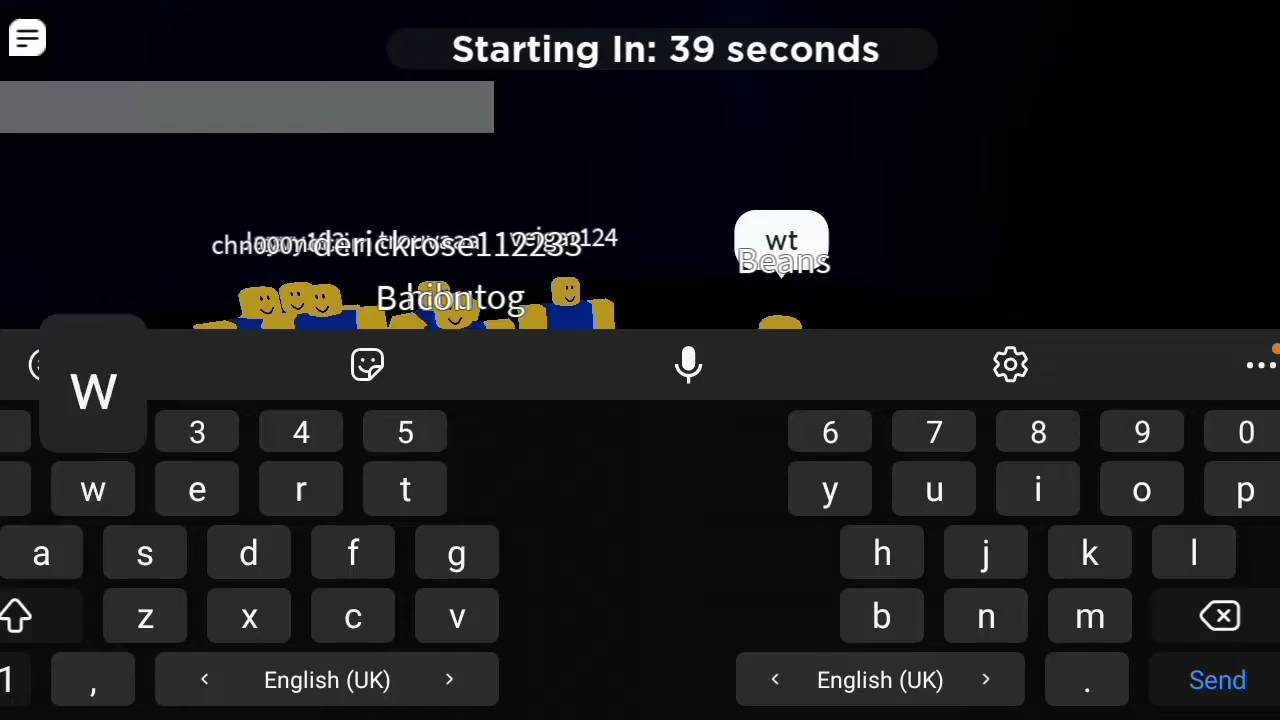 Starting In: 39 seconds
wt
Beans
derickrose112233
Bacontog
w
3 4 5 6 7 8 9 0
w e r t y u i o p
a s d f g h j k l
z x c v b n m
1 , < English (UK) > < English (UK) > . Send